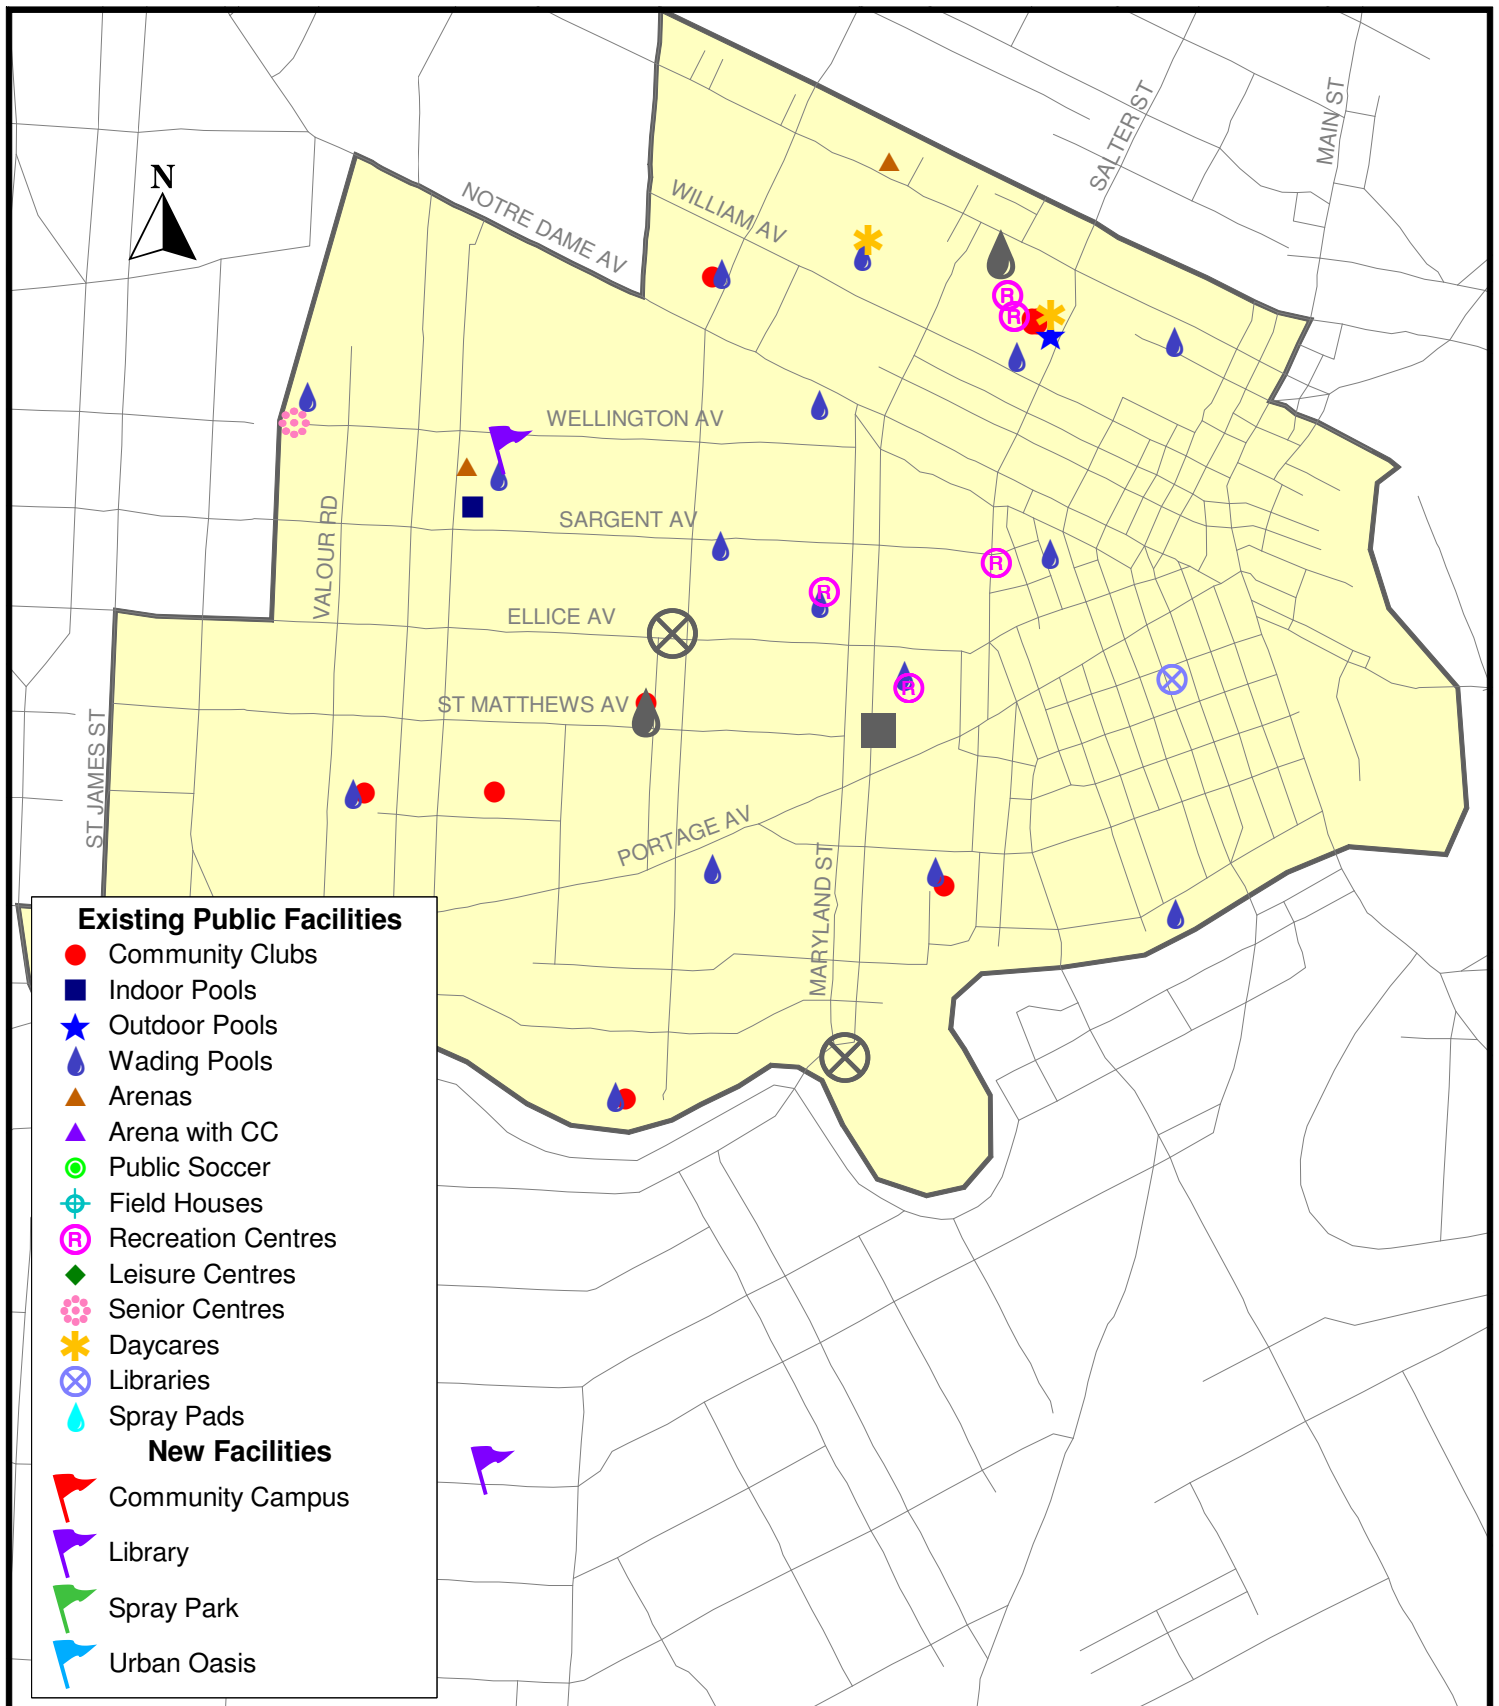 MAIN ST
SALTER ST
N
NOTRE DAME AV
WILLIAM AV
R
R
WELLINGTON AV
VALOUR RD
SARGENT AV
R
R
ELLICE AV
R
ST MATTHEWS AV
ST JAMES ST
PORTAGE AV
MARYLAND ST
Existing Public Facilities
Community Clubs
Indoor Pools
Outdoor Pools
Wading Pools
Arenas
Arena with CC
Public Soccer
Field Houses
R Recreation Centres
Leisure Centres
Senior Centres
Daycares
Libraries
Spray Pads
New Facilities
Community Campus
Library
Spray Park
Urban Oasis